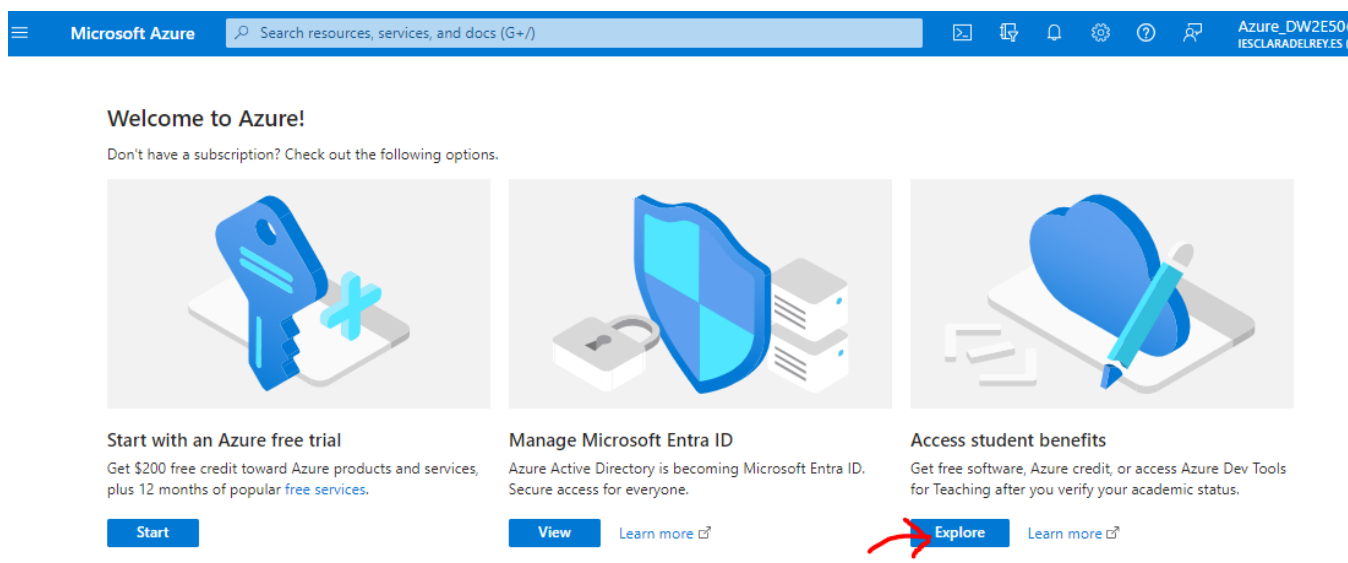 Microsoft Azure
Search resources, services, and docs (G+/)
Azure_DW2E50
IESCLARADELREY.ES (
Welcome to Azure!
Don't have a subscription? Check out the following options.
Start with an Azure free trial
Get $200 free credit toward Azure products and services,
plus 12 months of popular free services.
Start
Manage Microsoft Entra ID
Azure Active Directory is becoming Microsoft Entra ID.
Secure access for everyone.
View
Learn more
Access student benefits
Get free software, Azure credit, or access Azure Dev Tools
for Teaching after you verify your academic status.
Explore
Learn more